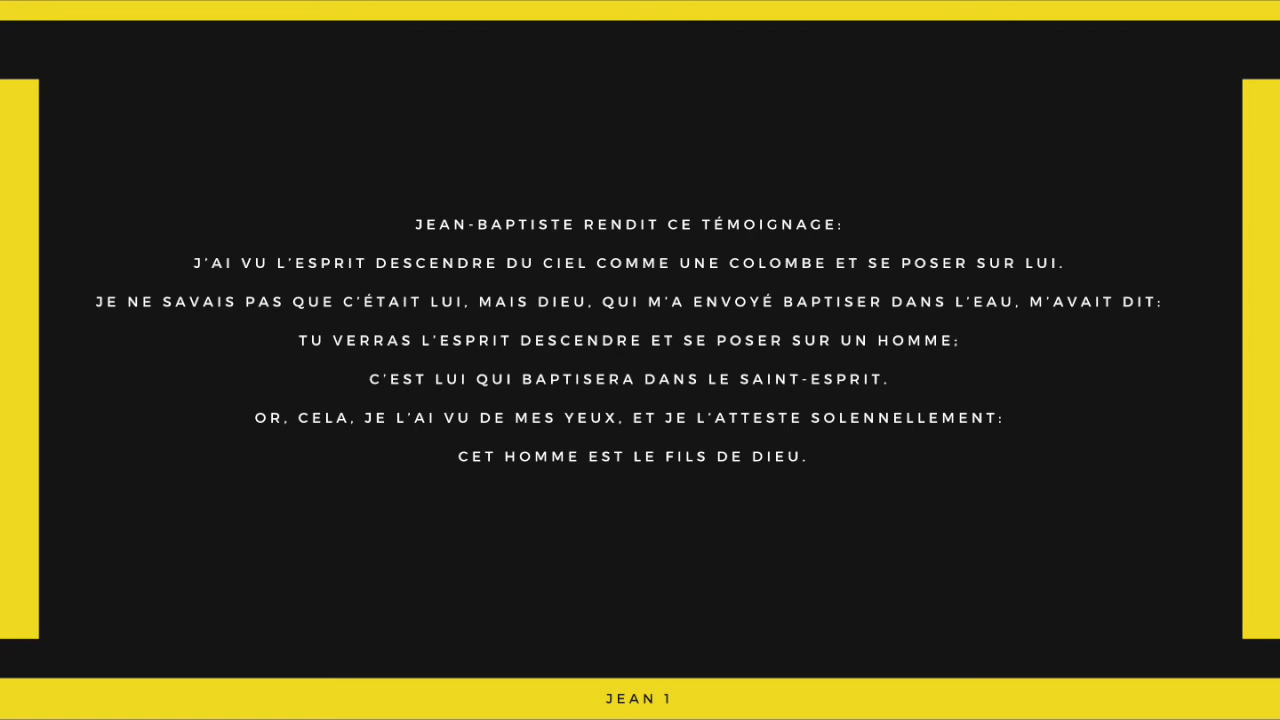 JEAN-BAPTISTE RENDIT CE TÉMOIGNAGE:
J'AI VU L'ESPRIT DESCENDRE DU CIEL COMME UNE COLOMBE ET SE POSER SUR LUI.
JE NE SAVAIS PAS QUE C'ÉTAIT LUI, MAIS DIEU, QUI M'A ENVOYÉ BAPTISER DANS L'EAU, M'AVAIT DIT:
TU VERRAS L'ESPRIT DESCENDRE ET SE POSER SUR UN HOMME;
C'EST LUI QUI BAPTISERA DANS LE SAINT-ESPRIT.
OR, CELA, JE L'AI VU DE MES YEUX, ET JE L'ATTESTE SOLENNELLEMENT:
CET HOMME EST LE FILS DE DIEU.
JEAN 1